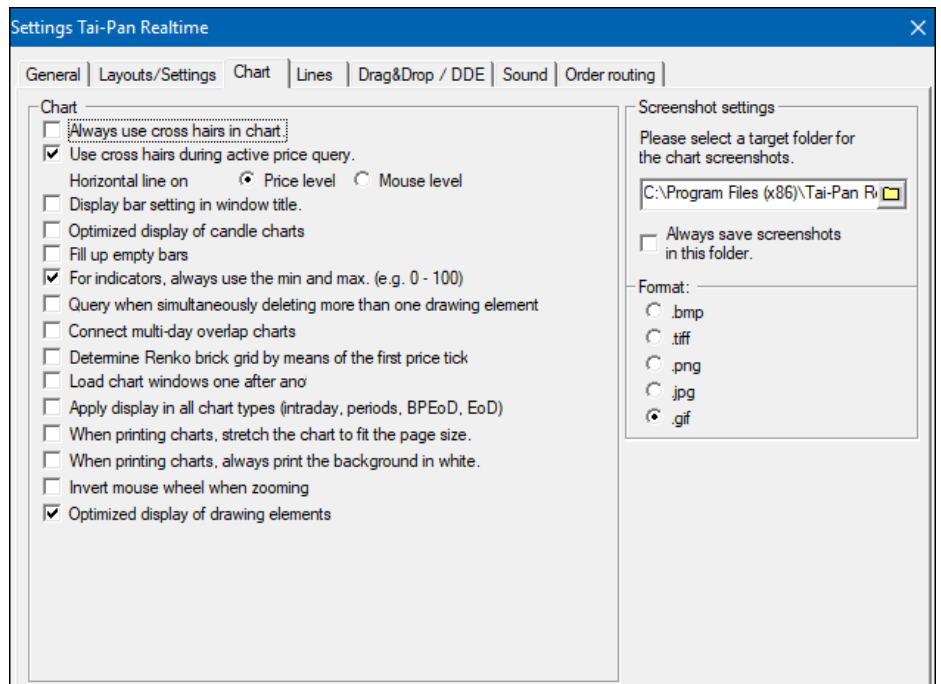 Settings Tai-Pan Realtime
General
Layouts/Settings
Chart
Lines
Drag&Drop / DDE
Sound
Order routing
Chart
Always use cross hairs in chart.
Use cross hairs during active price query.
Horizontal line on Price level Mouse level
Display bar setting in window title.
Optimized display of candle charts
Fill up empty bars
For indicators, always use the min and max. (e.g. 0 - 100)
Query when simultaneously deleting more than one drawing element
Connect multi-day overlap charts
Determine Renko brick grid by means of the first price tick
Load chart windows one after ano
Apply display in all chart types (intraday, periods, BPEoD, EoD)
When printing charts, stretch the chart to fit the page size.
When printing charts, always print the background in white.
Invert mouse wheel when zooming
Optimized display of drawing elements
Screenshot settings
Please select a target folder for
the chart screenshots.
C:\Program Files (x86)\Tai-Pan R
Always save screenshots
in this folder.
Format:
.bmp
.tiff
.png
.jpg
.gif